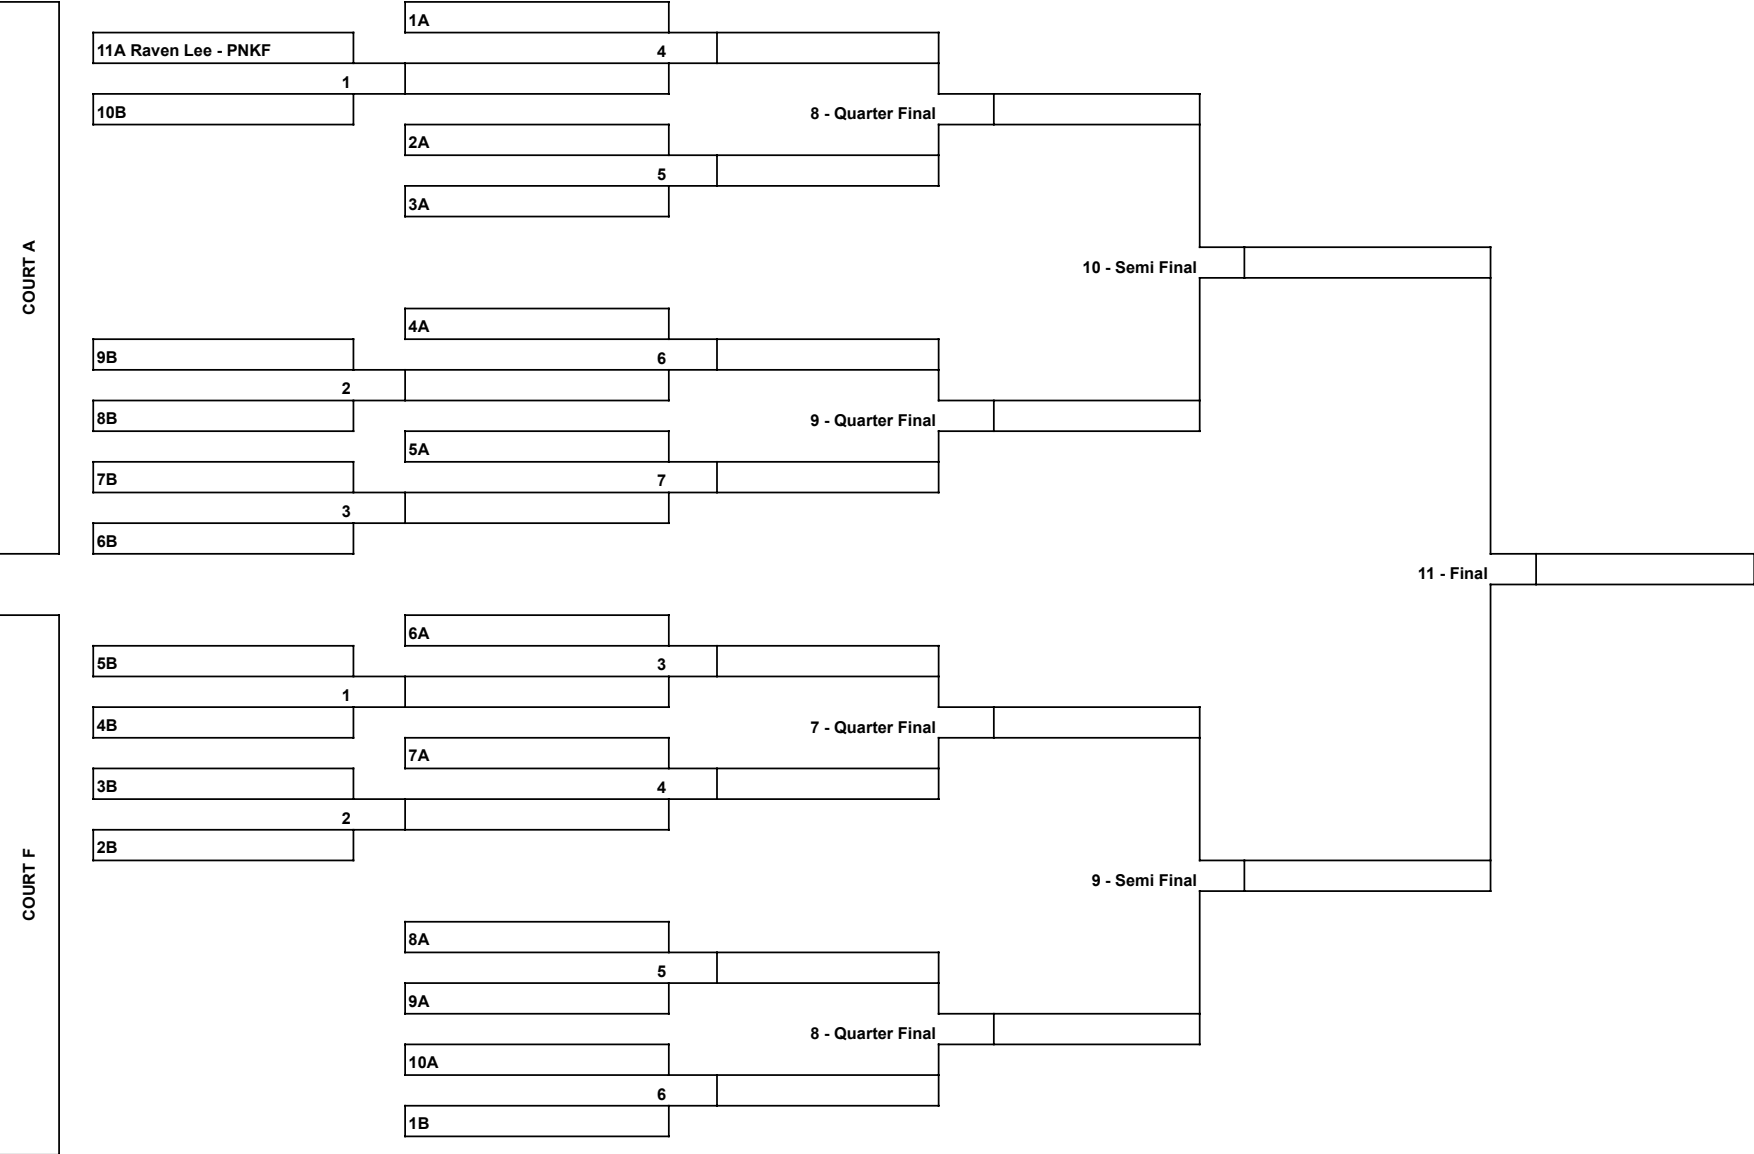 COURT A
1A
11A Raven Lee - PNKF
4
1
10B
8 - Quarter Final
2A
5
3A
10 - Semi Final
4A
9B
6
2
8B
9 - Quarter Final
5A
7B
7
3
6B
11 - Final
COURT F
6A
5B
3
1
4B
7 - Quarter Final
7A
3B
4
2
2B
9 - Semi Final
8A
5
9A
8 - Quarter Final
10A
6
1B